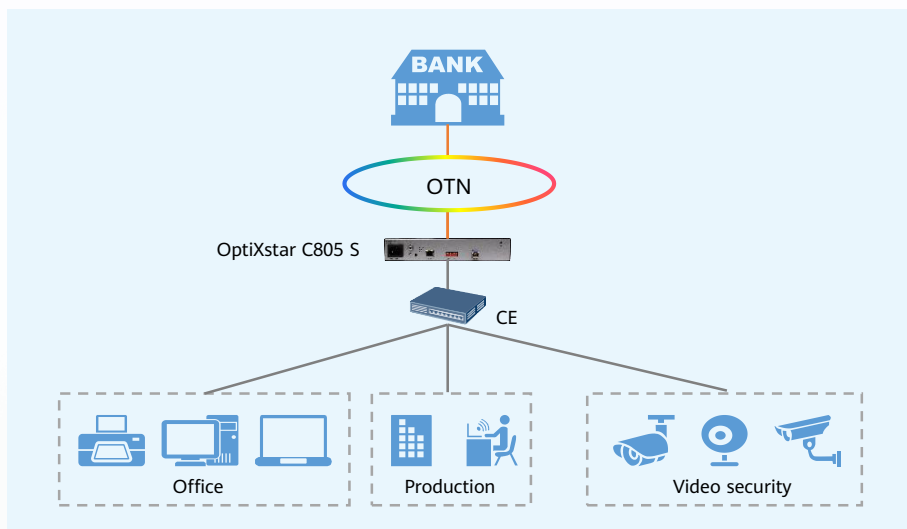 BANK
OTN
OptiXstar C805 S
CE
Office
Production
Video security